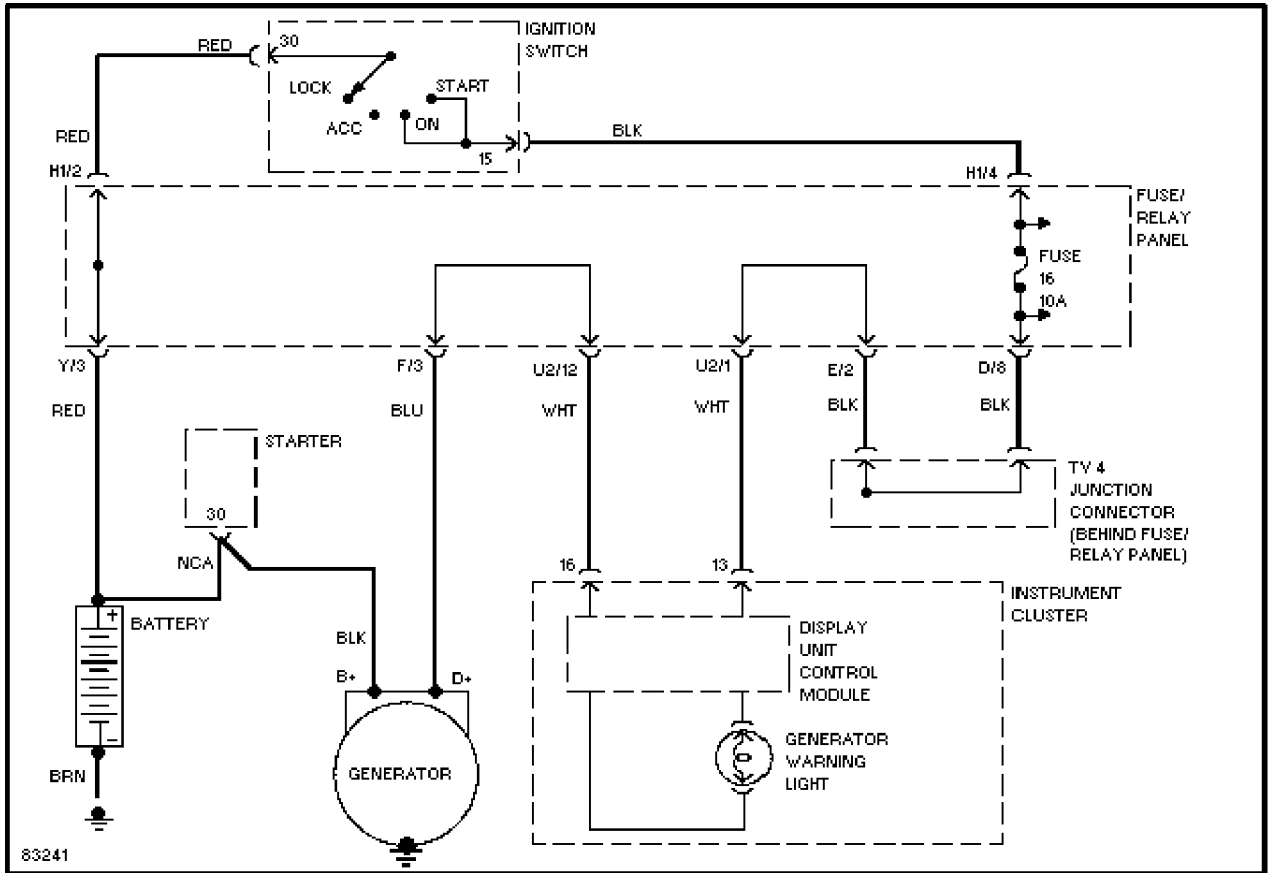 IGNITION
SWITCH
RED
30
LOCK
START
ACC
ON
15
BLK
RED
H1/2
H1/4
FUSE/
RELAY
PANEL
FUSE
16
10A
Y/3
F/3
U2/12
U2/1
E/2
D/8
RED
BLU
WHT
WHT
BLK
BLK
STARTER
30
NCA
TV 4
JUNCTION
CONNECTOR
(BEHIND FUSE/
RELAY PANEL)
16
13
INSTRUMENT
CLUSTER
+
BATTERY
-
BLK
B+
D+
DISPLAY
UNIT
CONTROL
MODULE
GENERATOR
GENERATOR
WARNING
LIGHT
BRN
83241